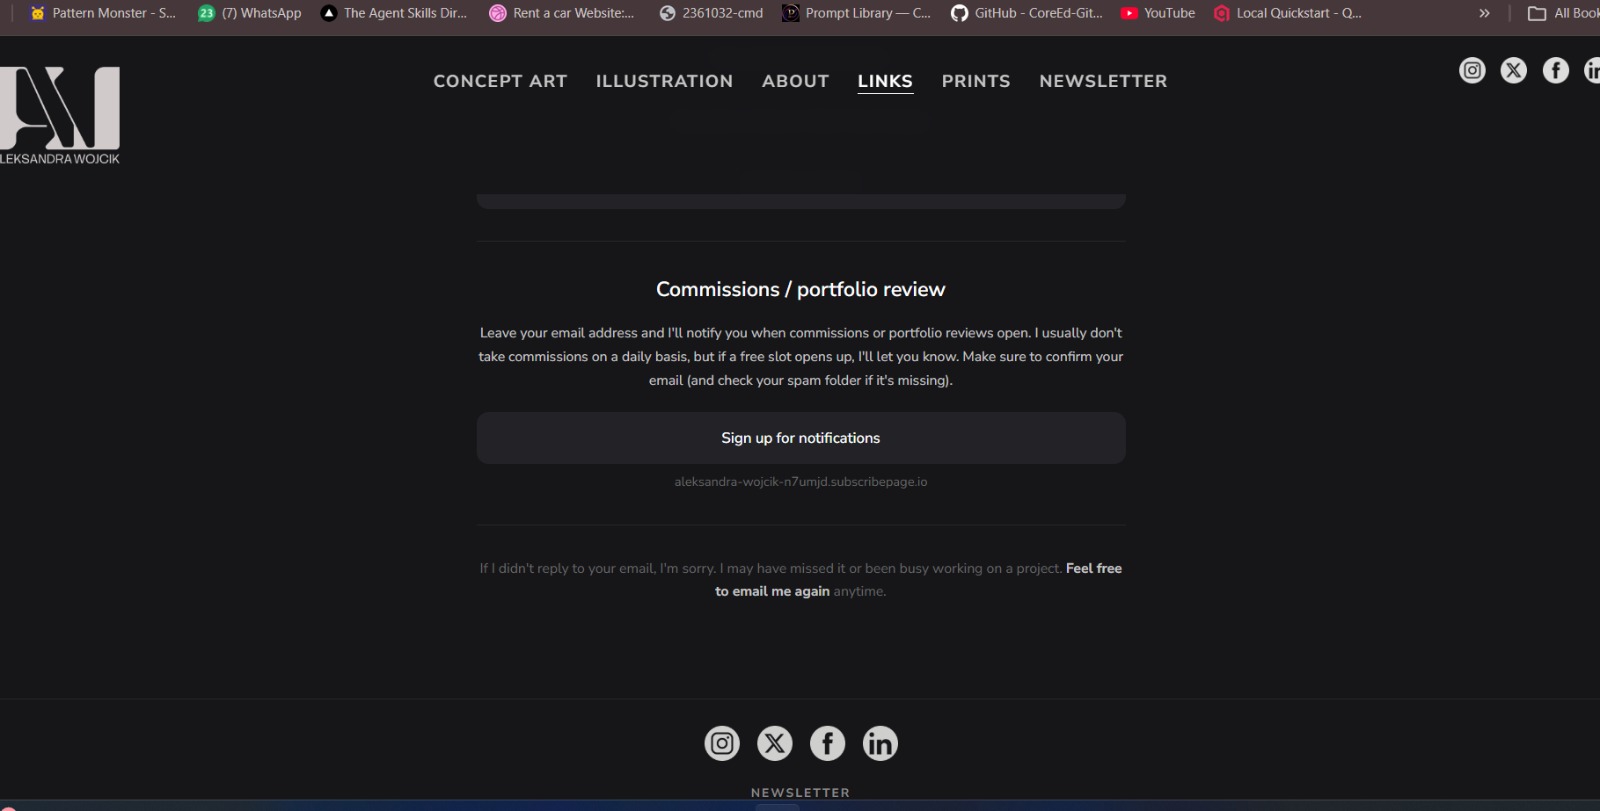 Pattern Monster - S...
23
(7) WhatsApp
The Agent Skills Dir...
Rent a car Website:...
2361032-cmd
Prompt Library — C...
GitHub - CoreEd-Git...
YouTube
Local Quickstart - Q...
»
All Book
CONCEPT ART
ILLUSTRATION
ABOUT
LINKS
PRINTS
NEWSLETTER
LEKSANDRA WOJCIK
Commissions / portfolio review
Leave your email address and I'll notify you when commissions or portfolio reviews open. I usually don't
take commissions on a daily basis, but if a free slot opens up, I'll let you know. Make sure to confirm your
email (and check your spam folder if it's missing).
Sign up for notifications
aleksandra-wojcik-n7umjd.subscribepage.io
If I didn't reply to your email, I'm sorry. I may have missed it or been busy working on a project. Feel free
to email me again anytime.
NEWSLETTER